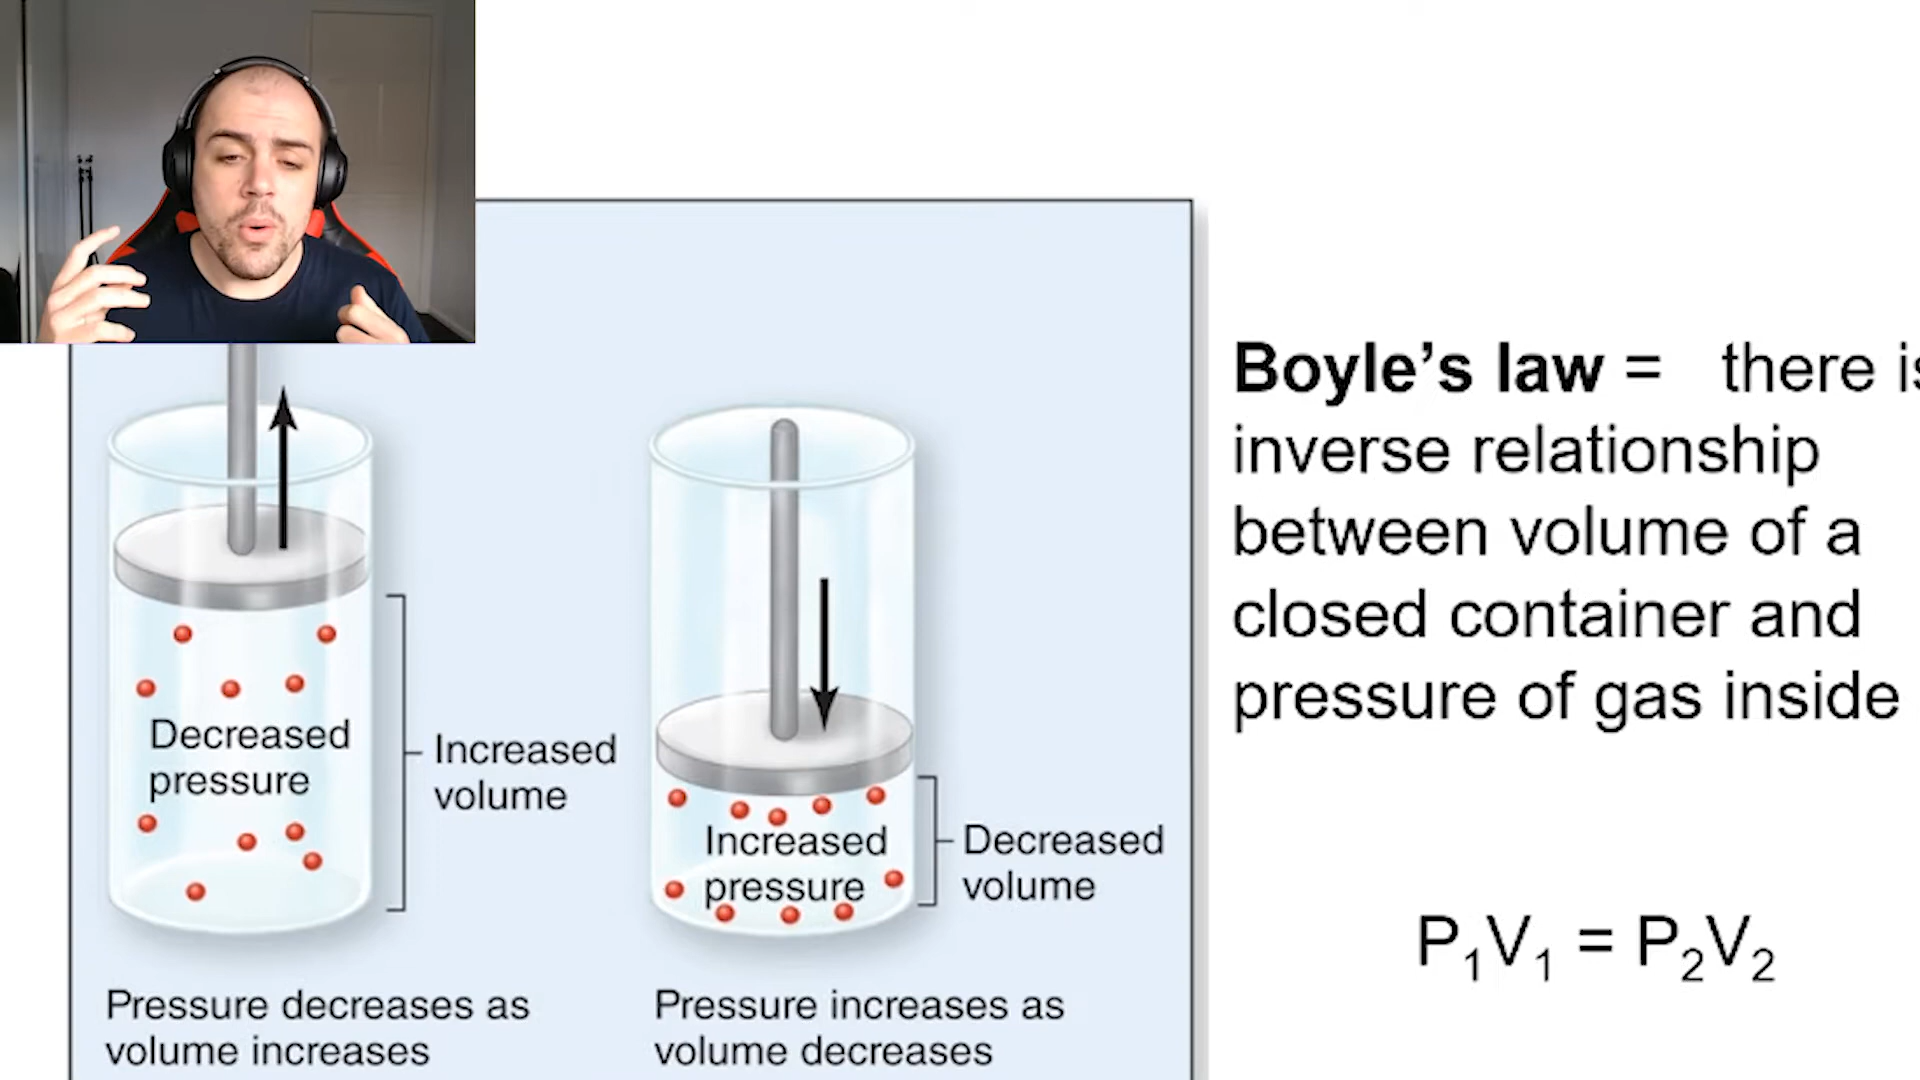 Decreased
pressure
Increased
volume
Pressure decreases as
volume increases
Increased
pressure
Decreased
volume
Pressure increases as
volume decreases
Boyle’s law = there
inverse relationship
between volume of a
closed container and
pressure of gas inside
P₁V₁ = P₂V₂